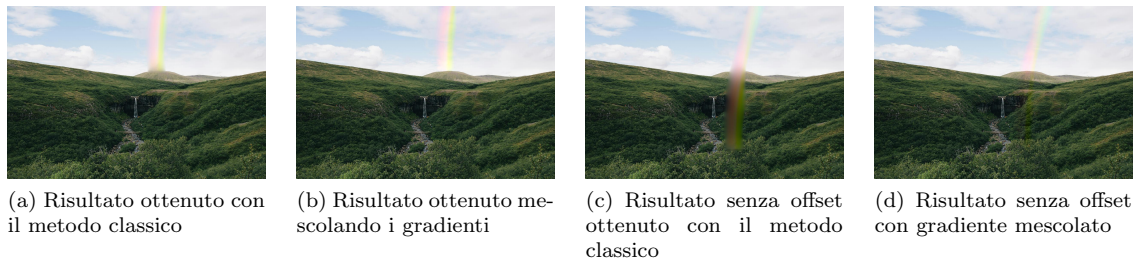 (a) Risultato ottenuto con
il metodo classico
(b) Risultato ottenuto me-
scolando i gradienti
(c) Risultato senza offset
ottenuto con il metodo
classico
(d) Risultato senza offset
con gradiente mescolato